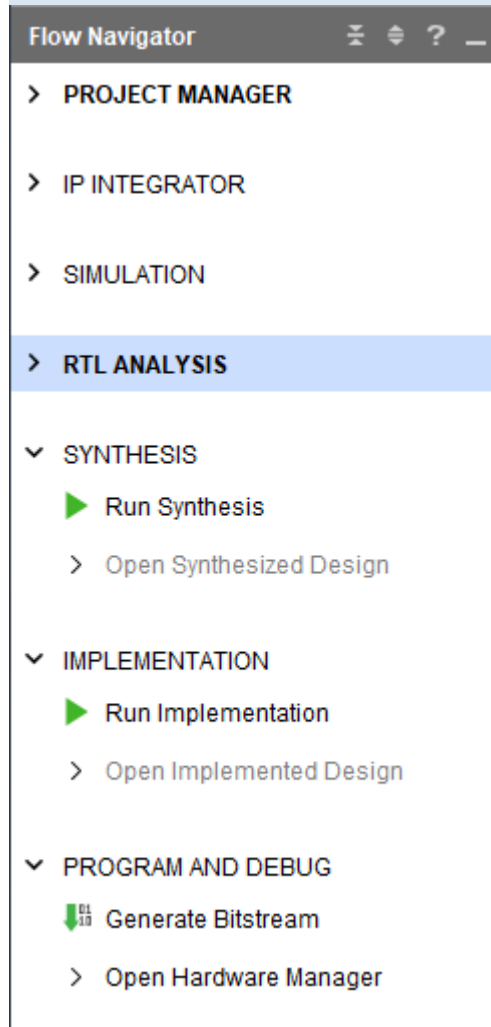 Flow Navigator ?
PROJECT MANAGER
IP INTEGRATOR
SIMULATION
RTL ANALYSIS
SYNTHESIS
Run Synthesis
Open Synthesized Design
IMPLEMENTATION
Run Implementation
Open Implemented Design
PROGRAM AND DEBUG
Generate Bitstream
Open Hardware Manager